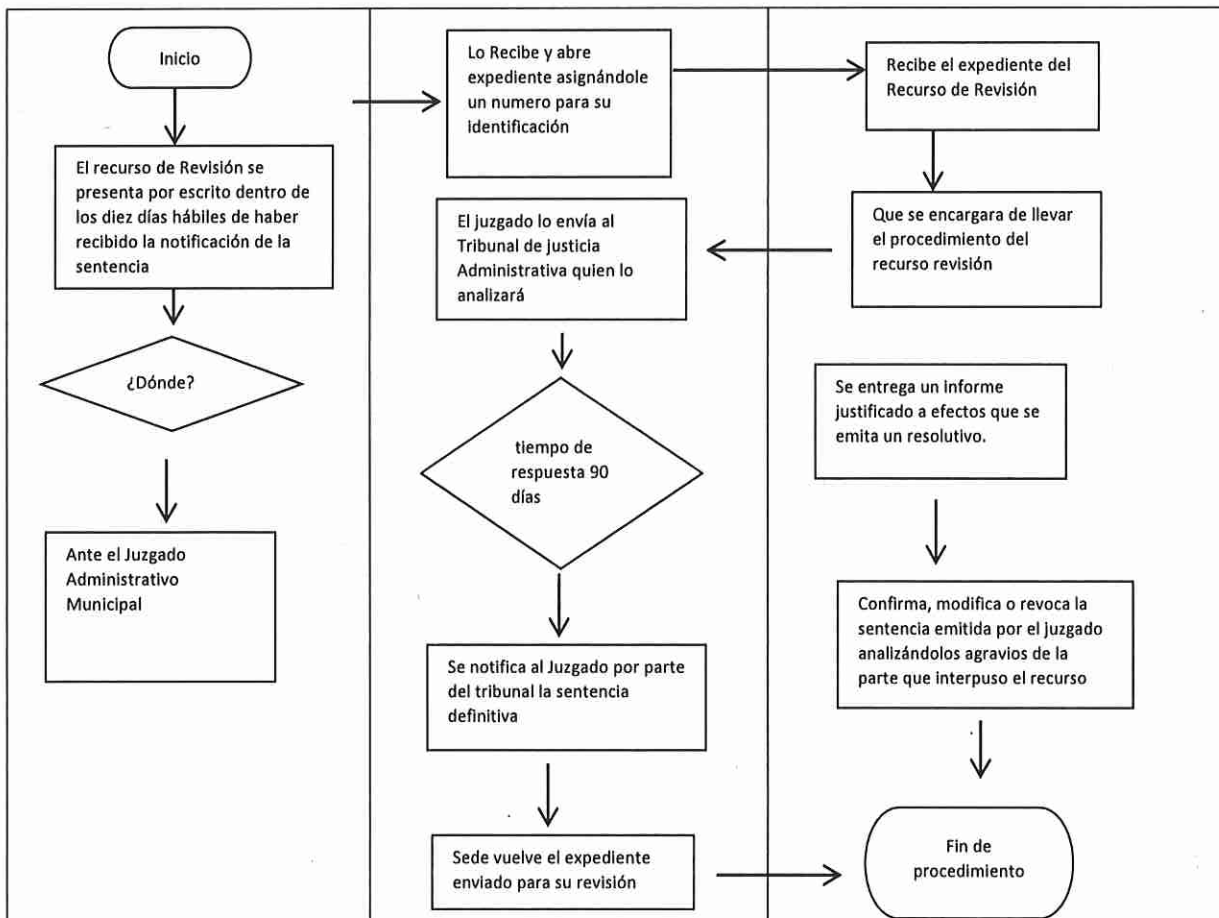 Inicio
El recurso de Revisión se
presenta por escrito dentro de
los diez días hábiles de haber
recibido la notificación de la
sentencia
¿Dónde?
Ante el Juzgado
Administrativo
Municipal
Lo Recibe y abre
expediente asignándole
un numero para su
identificación
El juzgado lo envía al
Tribunal de justicia
Administrativa quien lo
analizará
tiempo de
respuesta 90
días
Se notifica al Juzgado por parte
del tribunal la sentencia
definitiva
Sede vuelve el expediente
enviado para su revisión
Recibe el expediente del
Recurso de Revisión
Que se encargara de llevar
el procedimiento del
recurso revisión
Se entrega un informe
justificado a efectos que se
emita un resolutivo.
Confirma, modifica o revoca la
sentencia emitida por el juzgado
analizándolos agravios de la
parte que interpuso el recurso
Fin de
procedimiento